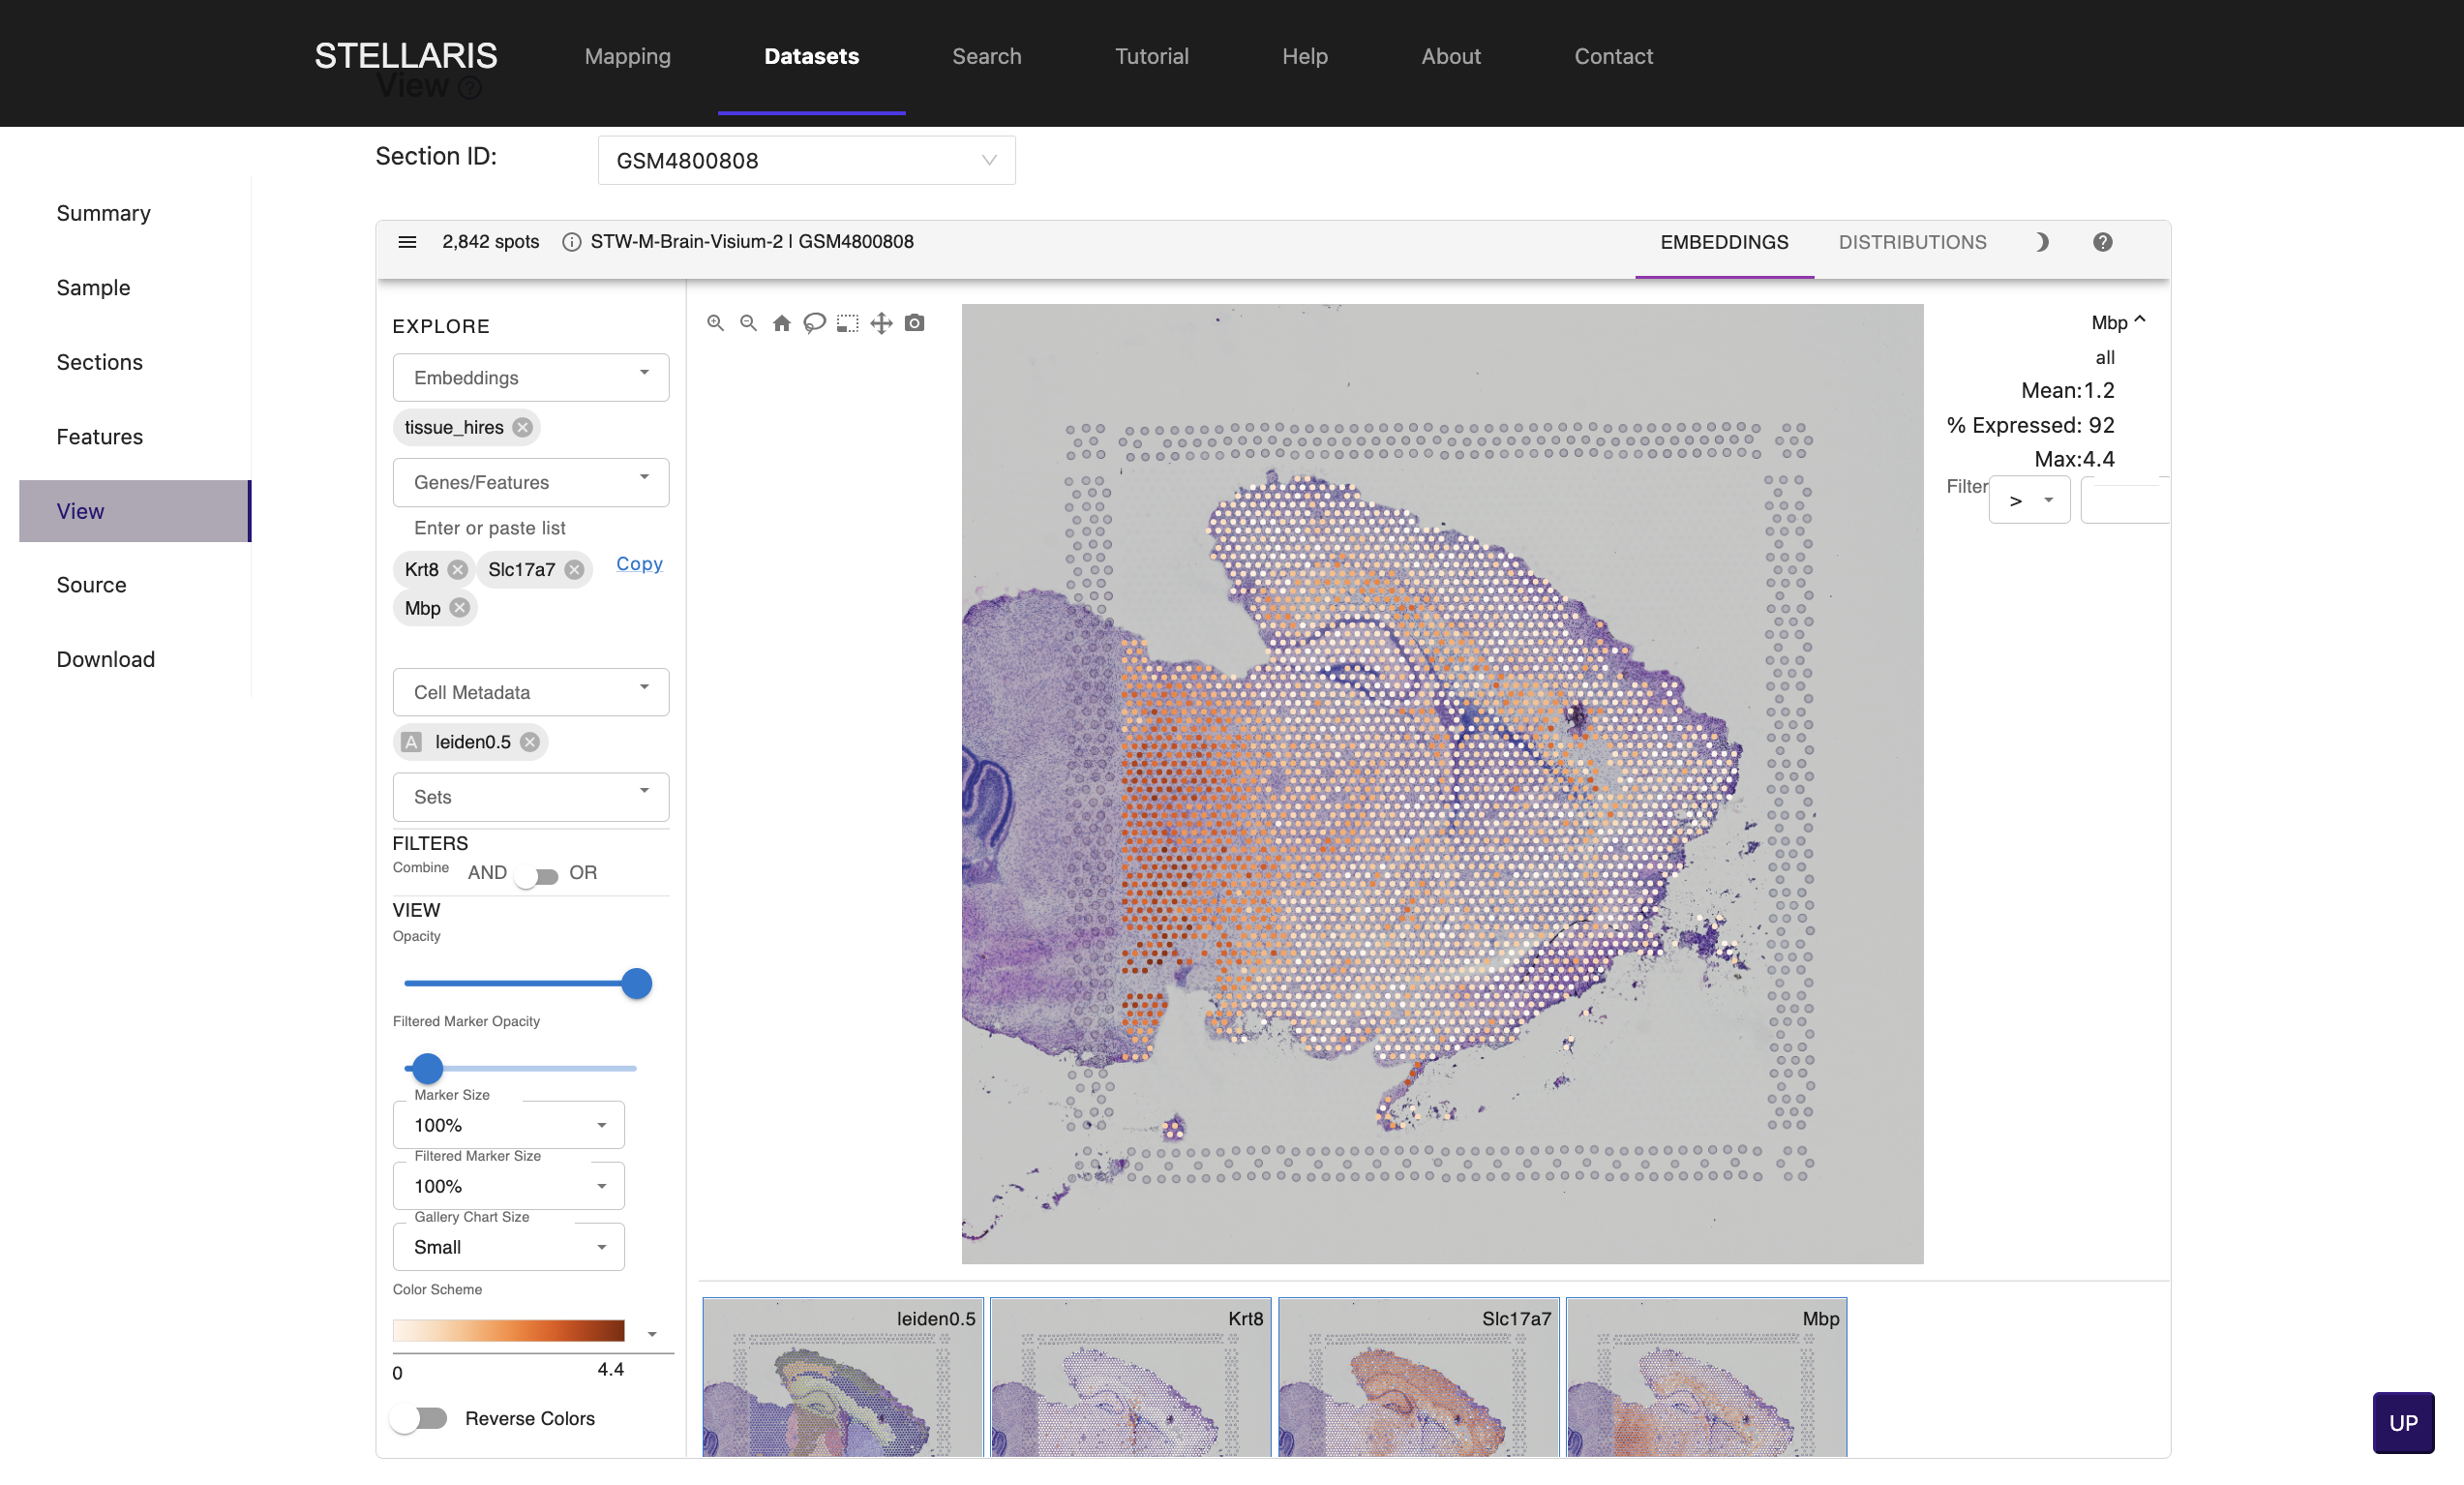 STELLARIS Mapping Datasets Search Tutorial Help About Contact
View ?
Section ID: GSM4800808
Summary
Sample
Sections
Features
View
Source
Download
2,842 spots STW-M-Brain-Visium-2 | GSM4800808 EMBEDDINGS DISTRIBUTIONS ?
EXPLORE
Embeddings
tissue_hires
Genes/Features
Enter or paste list
Krt8 Slc17a7 Copy
Mbp
Cell Metadata
A leiden0.5
Sets
FILTERS
Combine AND OR
VIEW
Opacity
Filtered Marker Opacity
Marker Size
100%
Filtered Marker Size
100%
Gallery Chart Size
Small
Color Scheme
0 4.4
Reverse Colors
Mbp
all
Mean:1.2
% Expressed: 92
Max:4.4
Filter >
leiden0.5 Krt8 Slc17a7 Mbp
UP